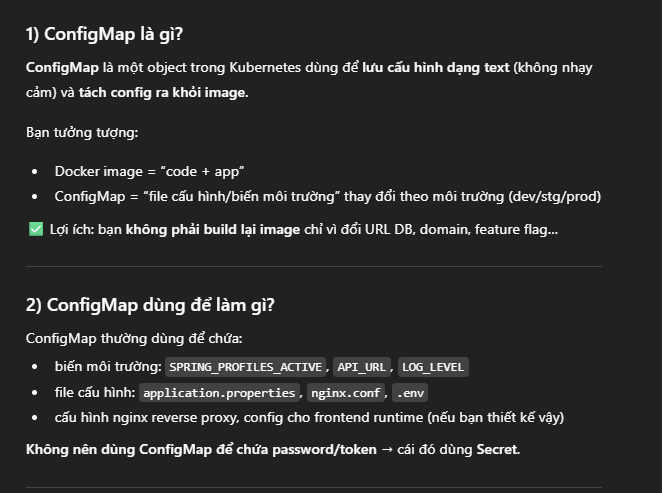 1) ConfigMap là gì?
ConfigMap là một object trong Kubernetes dùng để lưu cấu hình dạng text (không nhạy
cảm) và tách config ra khỏi image.
Bạn tưởng tượng:
• Docker image = “code + app”
• ConfigMap = “file cấu hình/biến môi trường” thay đổi theo môi trường (dev/stg/prod)
✅ Lợi ích: bạn không phải build lại image chỉ vì đổi URL DB, domain, feature flag…
2) ConfigMap dùng để làm gì?
ConfigMap thường dùng để chứa:
• biến môi trường: SPRING_PROFILES_ACTIVE, API_URL, LOG_LEVEL
• file cấu hình: application.properties, nginx.conf, .env
• cấu hình nginx reverse proxy, config cho frontend runtime (nếu bạn thiết kế vậy)
Không nên dùng ConfigMap để chứa password/token → cái đó dùng Secret.